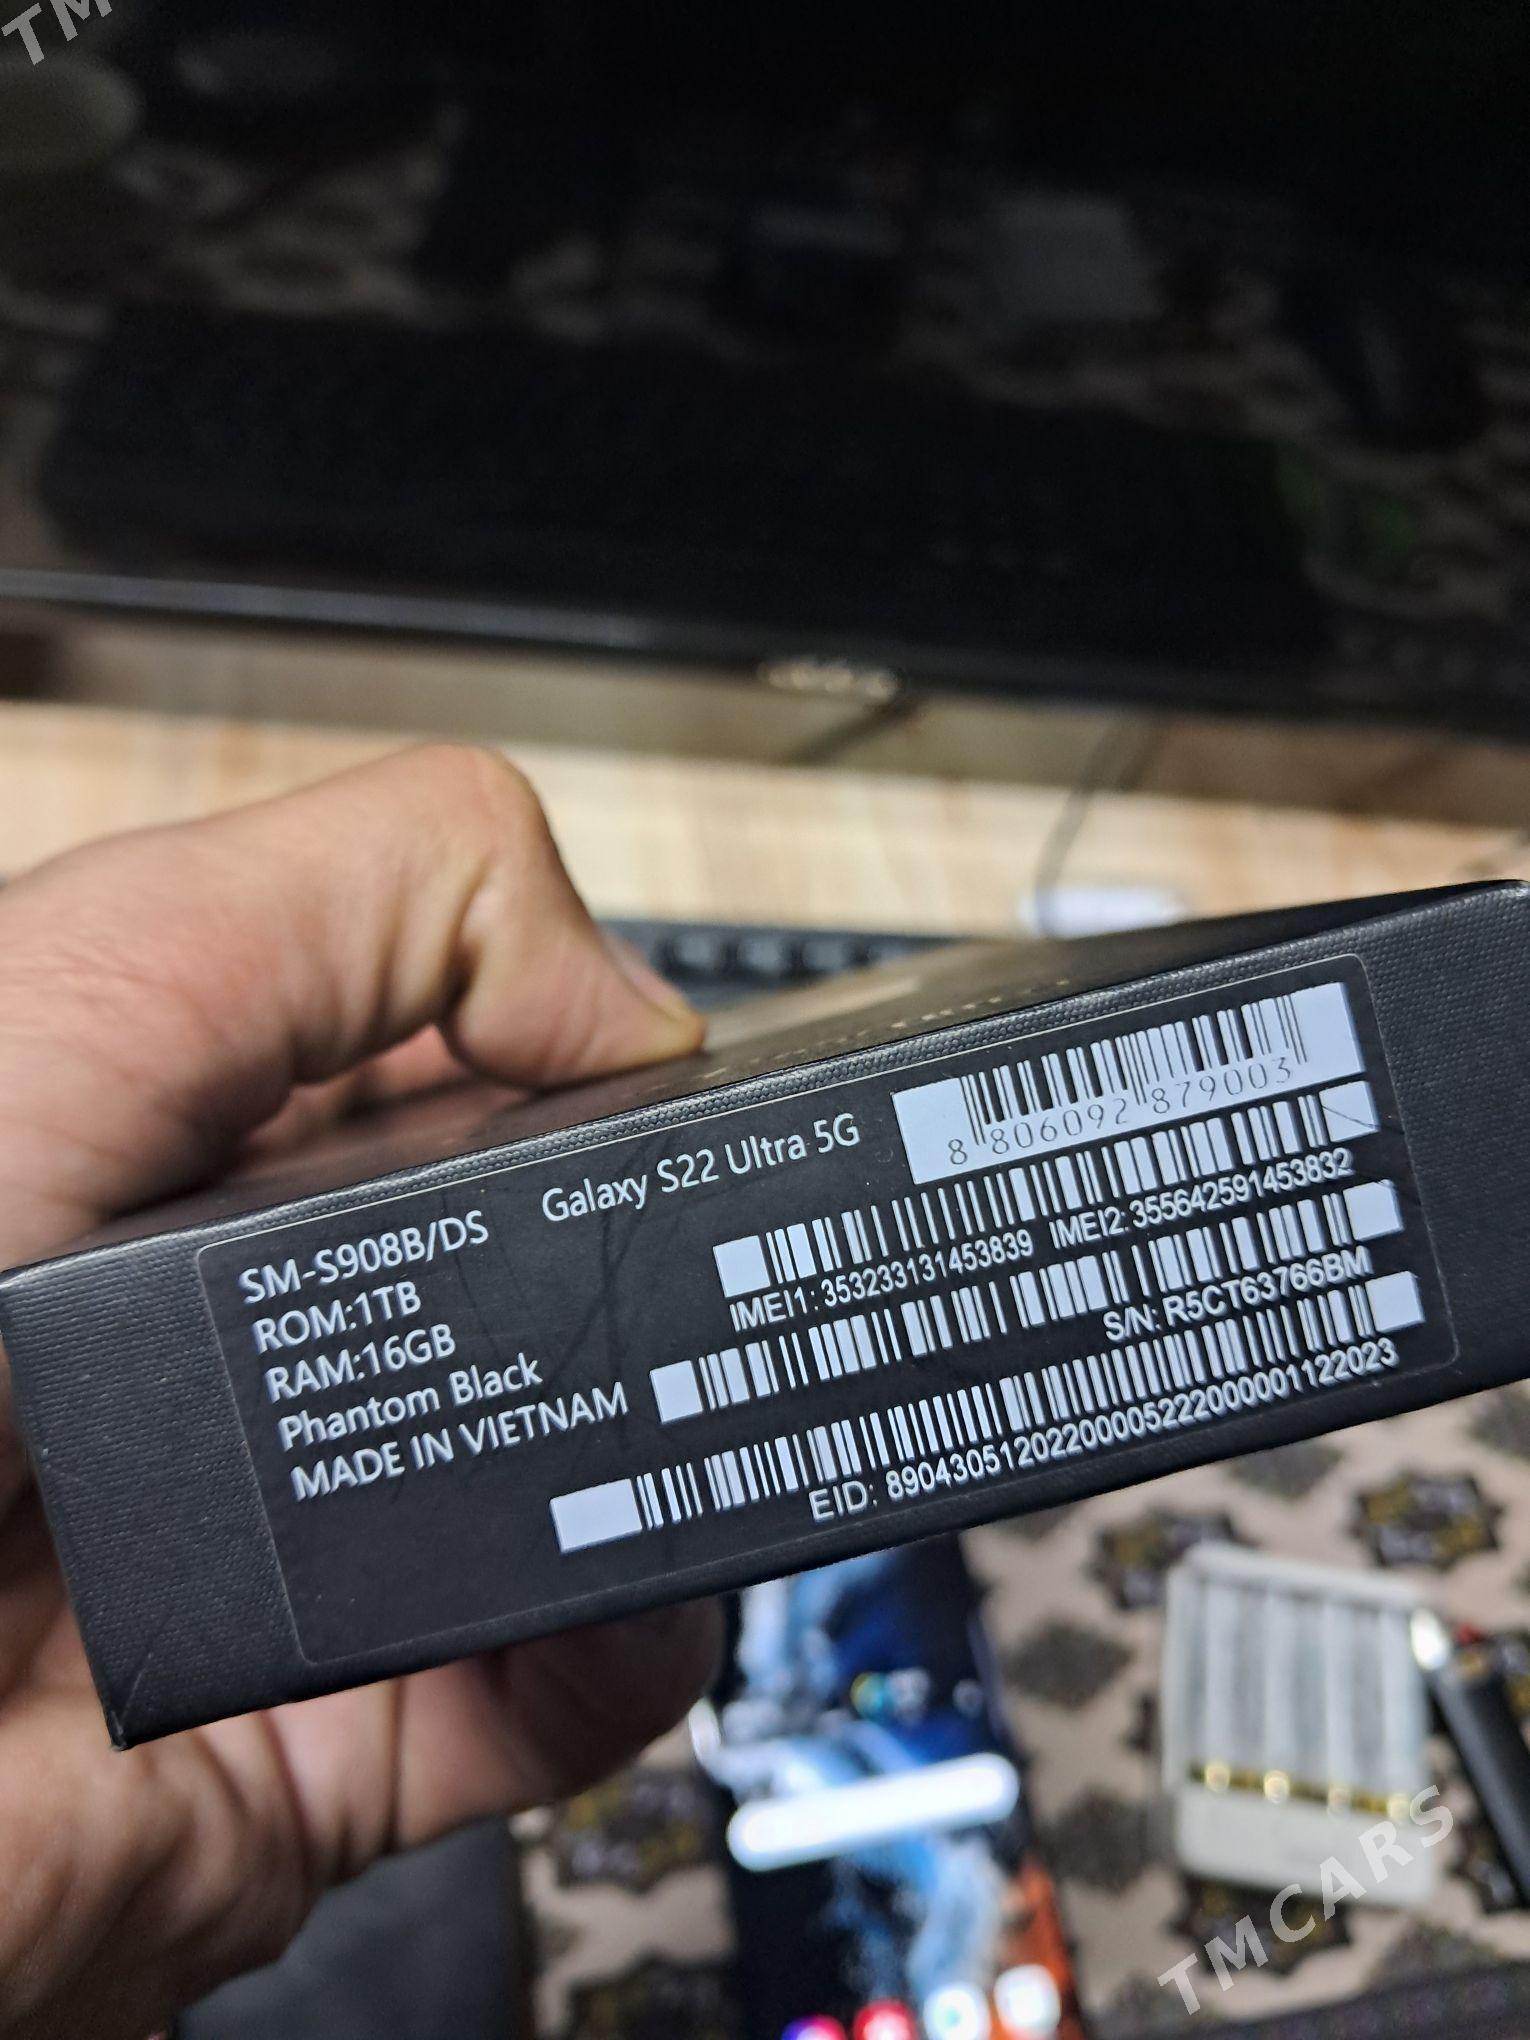 TM
SM-S908B/DS
Galaxy S22 Ultra 5G
ROM:1TB
RAM:16GB
Phantom Black
MADE IN VIETNAM
8 806092 879003
IMEI1: 353233131453839 IMEI2: 355642591453832
S/N: R5CT63766BM
EID: 89043051202200005222000001122023
TMCARS